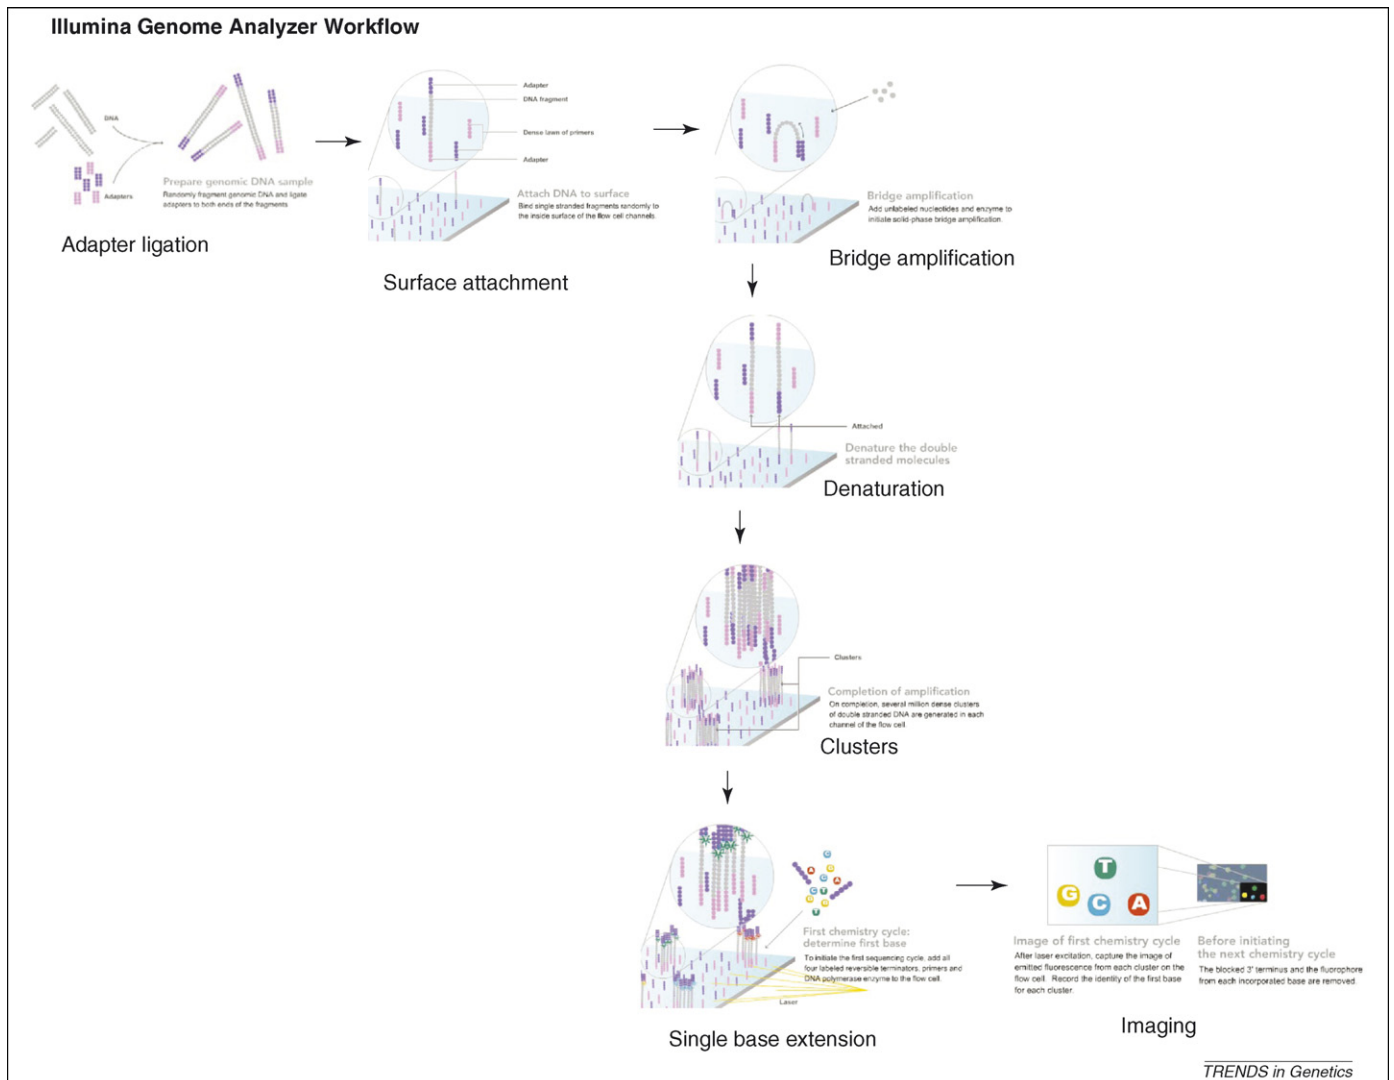 Illumina Genome Analyzer Workflow
DNA
Adapters
Prepare genomic DNA sample
Randomly fragment genomic DNA and ligate
adapters to both ends of the fragments
Adapter ligation
Adapter
DNA fragment
Dense lawn of primers
Adapter
Attach DNA to surface
Bind single stranded fragments randomly to
the inside surface of the flow cell channels.
Surface attachment
Bridge amplification
Add unlabeled nucleotides and enzyme to
initiate solid-phase bridge amplification.
Bridge amplification
Attached
Denature the double
stranded molecules
Denaturation
Clusters
Completion of amplification
On completion, several million dense clusters
of double stranded DNA are generated in each
channel of the flow cell
Clusters
C
A
G
G
A
C
T
G
G
T
First chemistry cycle:
determine first base
To initiate the first sequencing cycle, add all
four labeled reversible terminators, primers and
DNA polymerase enzyme to the flow cell.
Laser
Single base extension
T
G
C
A
Image of first chemistry cycle
After laser excitation, capture the image of
emitted fluorescence from each cluster on the
flow cell. Record the identity of the first base
for each cluster.
Before initiating
the next chemistry cycle
The blocked 3' terminus and the fluorophore
from each incorporated base are removed
Imaging
TRENDS in Genetics